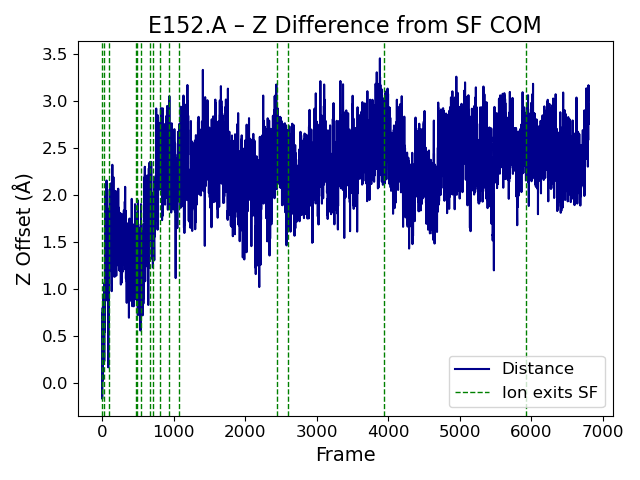 E152.A – Z Difference from SF COM
Z Offset (Å)
3.5
3.0
2.5
2.0
1.5
1.0
0.5
0.0
Distance
Ion exits SF
0 1000 2000 3000 4000 5000 6000 7000
Frame